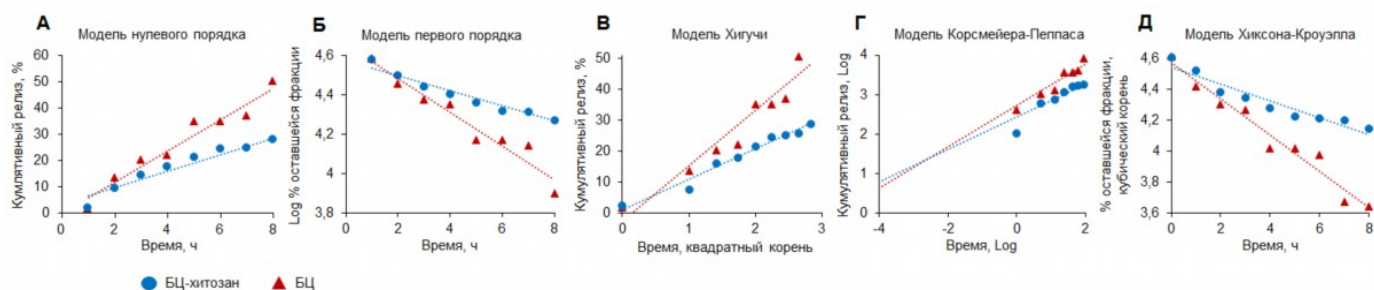 А
Модель нулевого порядка
Кумлятивный релиз, %
60
50
40
30
20
10
0
0
2
4
6
8
Время, ч
Б
Модель первого порядка
Log % оставшейся фракции
4,6
4,4
4,2
4
3,8
0
2
4
6
8
Время, ч
В
Модель Хигучи
Кумулятивный релиз, %
50
40
30
20
10
0
0
1
2
3
Время, квадратный корень
Г
Модель Корсмейера-Пеппаса
Кумулятивный релиз, Log
4
3
2
1
0
-4
0
2
Время, Log
Д
Модель Хиксона-Кроуэлла
% оставшейся фракции,
кубический корень
4,6
4,4
4,2
4
3,8
3,6
0
2
4
6
8
Время, ч
БЦ-хитозан
БЦ